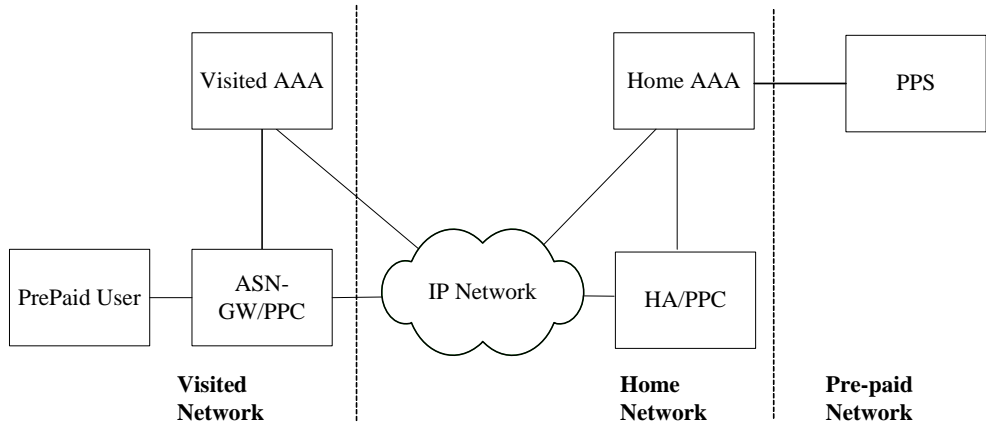 Visited AAA
Home AAA
PPS
PrePaid User
ASN-
GW/PPC
IP Network
HA/PPC
Visited
Network
Home
Network
Pre-paid
Network